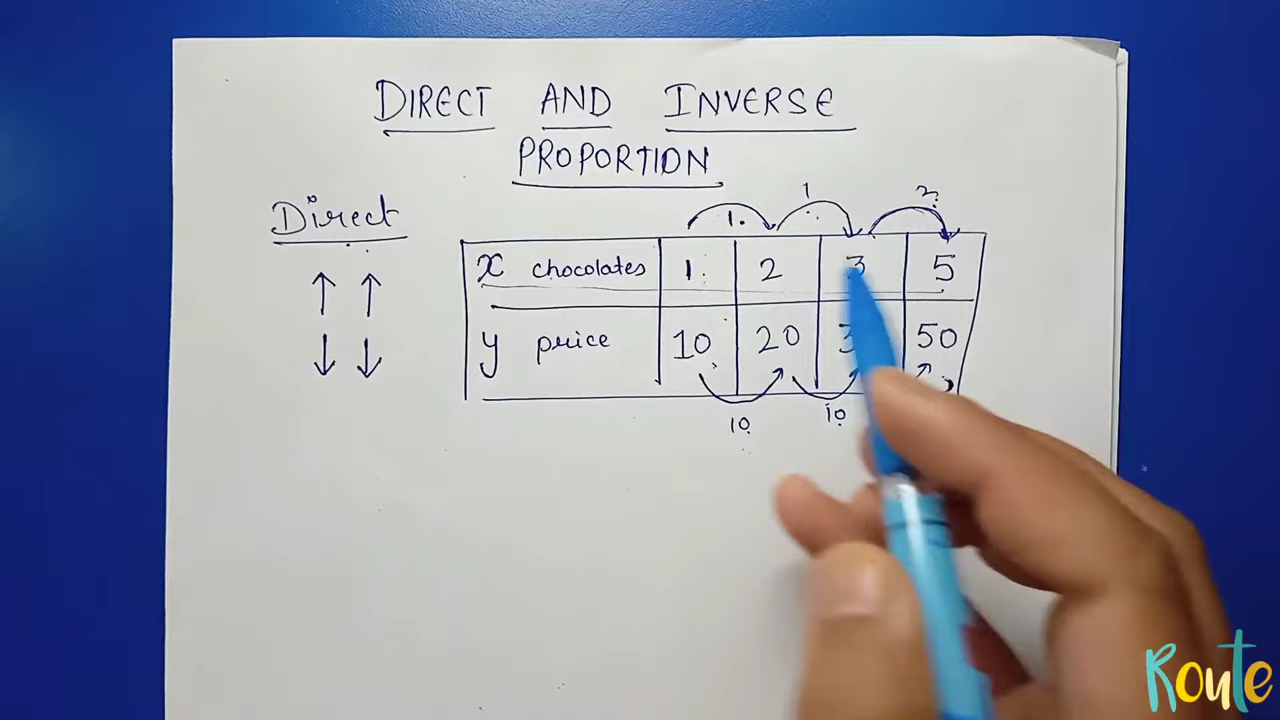 DIRECT AND INVERSE
PROPORTION
Direct
1. 1 2
x chocolates 1 2 3 5
y price 10 20 50
10 10
Route